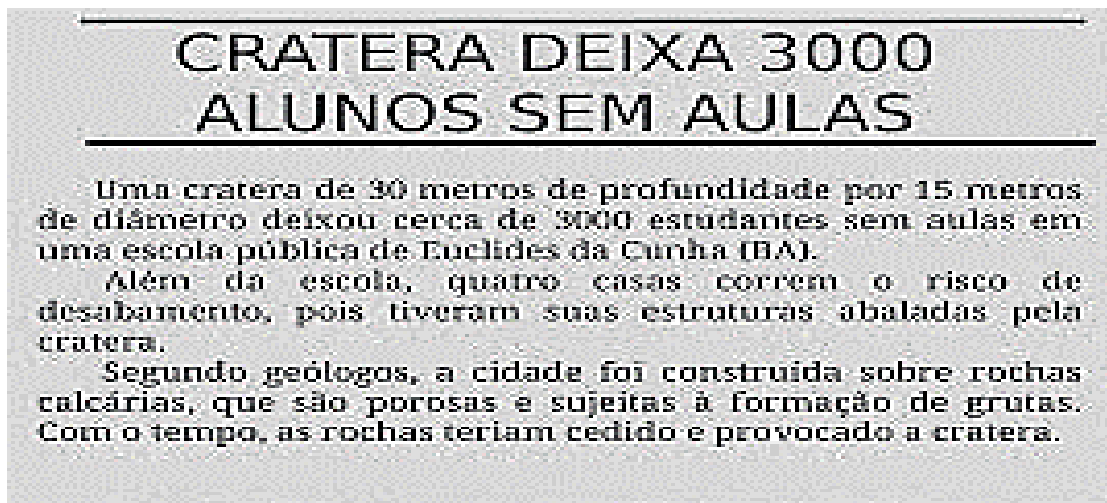 CRATERA DEIXA 3000
ALUNOS SEM AULAS
Uma cratera de 30 metros de profundidade por 15 metros
de diâmetro deixou cerca de 3000 estudantes sem aulas em
uma escola pública de Euclides da Cunha (BA).
Além da escola, quatro casas correm o risco de
desabamento, pois tiveram suas estruturas abaladas pela
cratera.
Segundo geólogos, a cidade foi construída sobre rochas
calcárias, que são porosas e sujeitas à formação de grutas.
Com o tempo, as rochas teriam cedido e provocado a cratera.